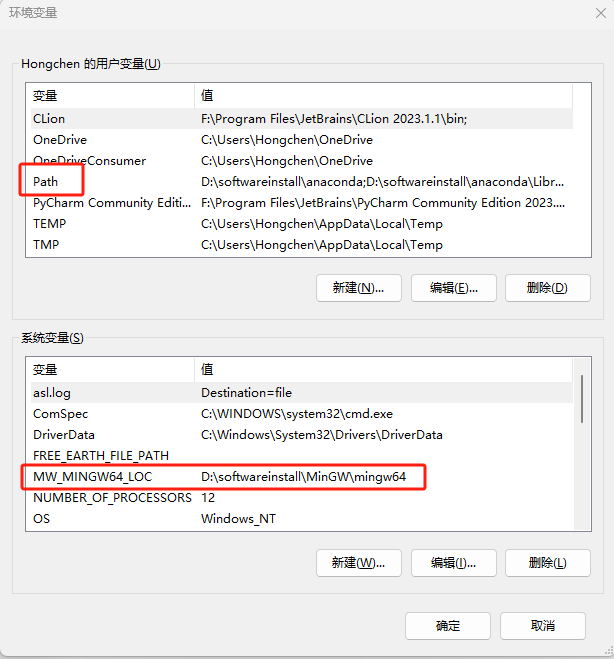 环境变量
Hongchen 的用户变量(U)
变量 值
CLion F:\Program Files\JetBrains\CLion 2023.1.1\bin;
OneDrive C:\Users\Hongchen\OneDrive
OneDriveConsumer C:\Users\Hongchen\OneDrive
Path D:\softwareinstall\anaconda;D:\softwareinstall\anaconda\Libr...
PyCharm Community Editi... F:\Program Files\JetBrains\PyCharm Community Edition 2023....
TEMP C:\Users\Hongchen\AppData\Local\Temp
TMP C:\Users\Hongchen\AppData\Local\Temp
新建(N)... 编辑(E)... 删除(D)
系统变量(S)
变量 值
asl.log Destination=file
ComSpec C:\WINDOWS\system32\cmd.exe
DriverData C:\Windows\System32\Drivers\DriverData
FREE_EARTH_FILE_PATH
MW_MINGW64_LOC D:\softwareinstall\MinGW\mingw64
NUMBER_OF_PROCESSORS 12
OS Windows_NT
新建(W)... 编辑(I)... 删除(L)
确定 取消